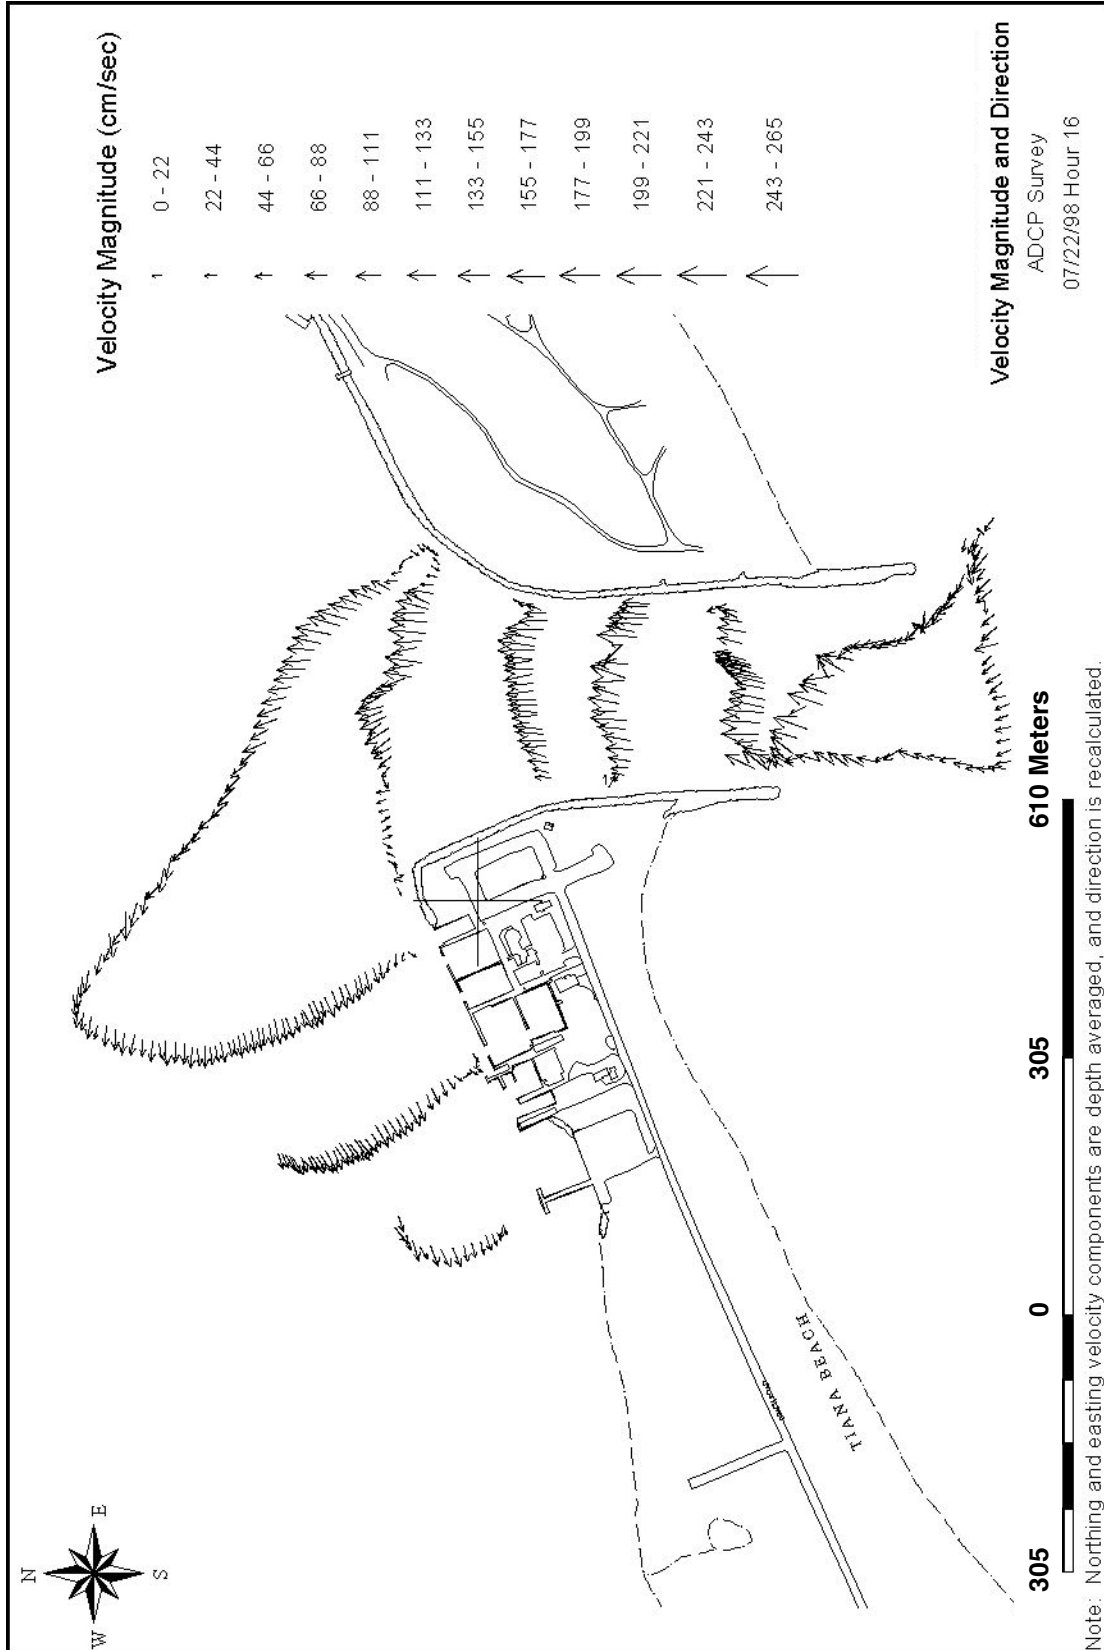 N
W
E
S
Velocity Magnitude (cm/sec)
0 - 22
22 - 44
44 - 66
66 - 88
88 - 111
111 - 133
133 - 155
155 - 177
177 - 199
199 - 221
221 - 243
243 - 265
TIANA BEACH
Velocity Magnitude and Direction
ADCP Survey
07/22/98 Hour 16
305
0
305
610 Meters
Note: Northing and easting velocity components are depth averaged, and direction is recalculated.